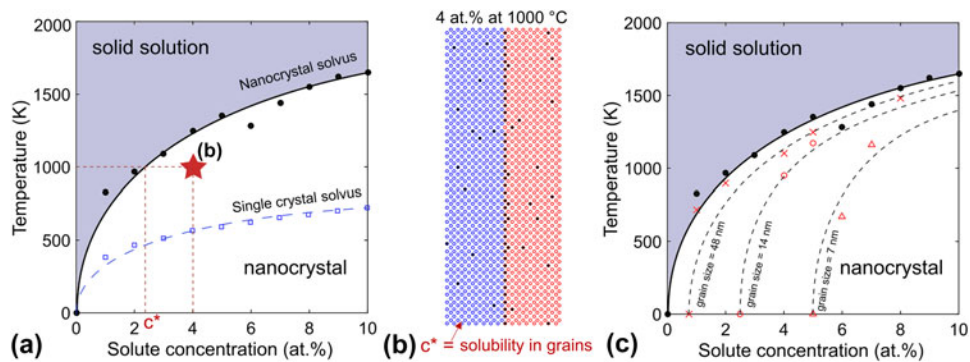 2000
1500
1000
500
0
Temperature (K)
solid solution
Nanocrystal solvus
(b)
Single crystal solvus
nanocrystal
0
2
4
6
8
10
c*
Solute concentration (at.%)
(a)
4 at.% at 1000 °C
c* = solubility in grains
(b)
2000
1500
1000
500
0
Temperature (K)
solid solution
grain size = 48 nm
grain size = 14 nm
grain size = 7 nm
nanocrystal
0
2
4
6
8
10
Solute concentration (at.%)
(c)